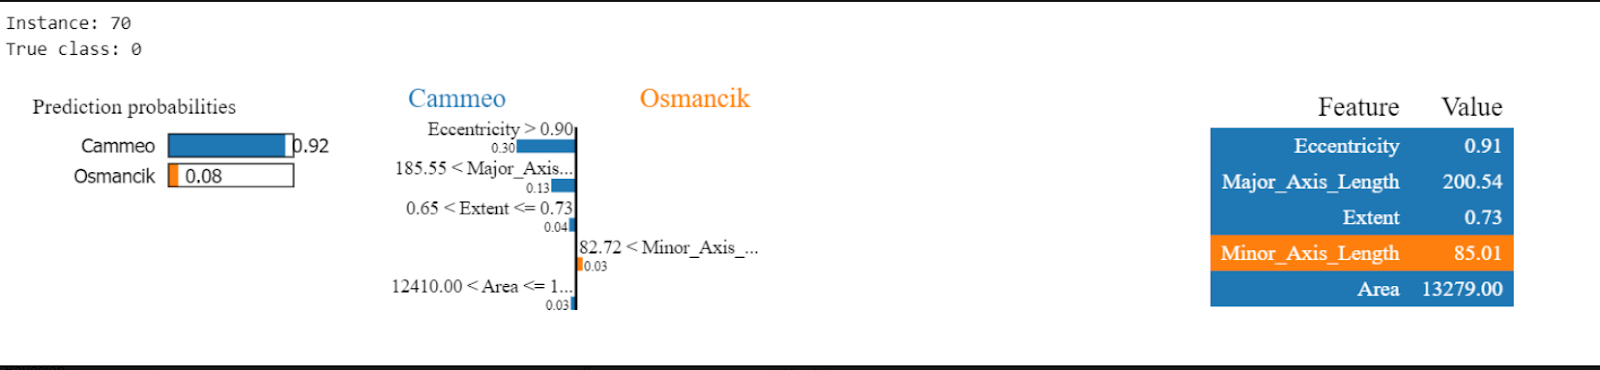 Instance: 70
True class: 0
Prediction probabilities
Cammeo 0.92
Osmancik 0.08
Cammeo Osmancik
Eccentricity > 0.90
0.30
185.55 < Major_Axis...
0.13
0.65 < Extent <= 0.73
0.04
82.72 < Minor_Axis_...
0.03
12410.00 < Area <= 1...
0.03
Feature Value
Eccentricity 0.91
Major_Axis_Length 200.54
Extent 0.73
Minor_Axis_Length 85.01
Area 13279.00